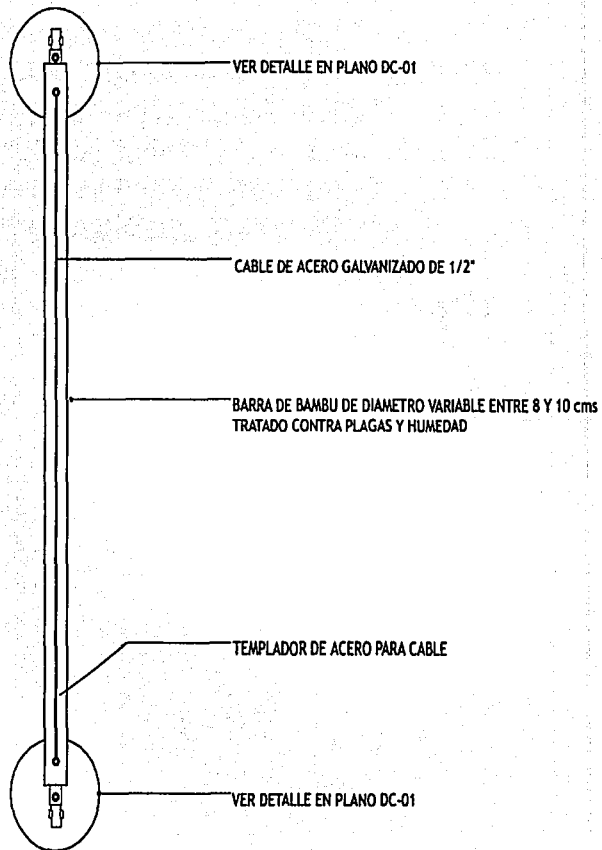 VER DETALLE EN PLANO DC-01
CABLE DE ACERO GALVANIZADO DE 1/2"
BARRA DE BAMBU DE DIAMETRO VARIABLE ENTRE 8 Y 10 cms
TRATADO CONTRA PLAGAS Y HUMEDAD
TEMPLADOR DE ACERO PARA CABLE
VER DETALLE EN PLANO DC-01